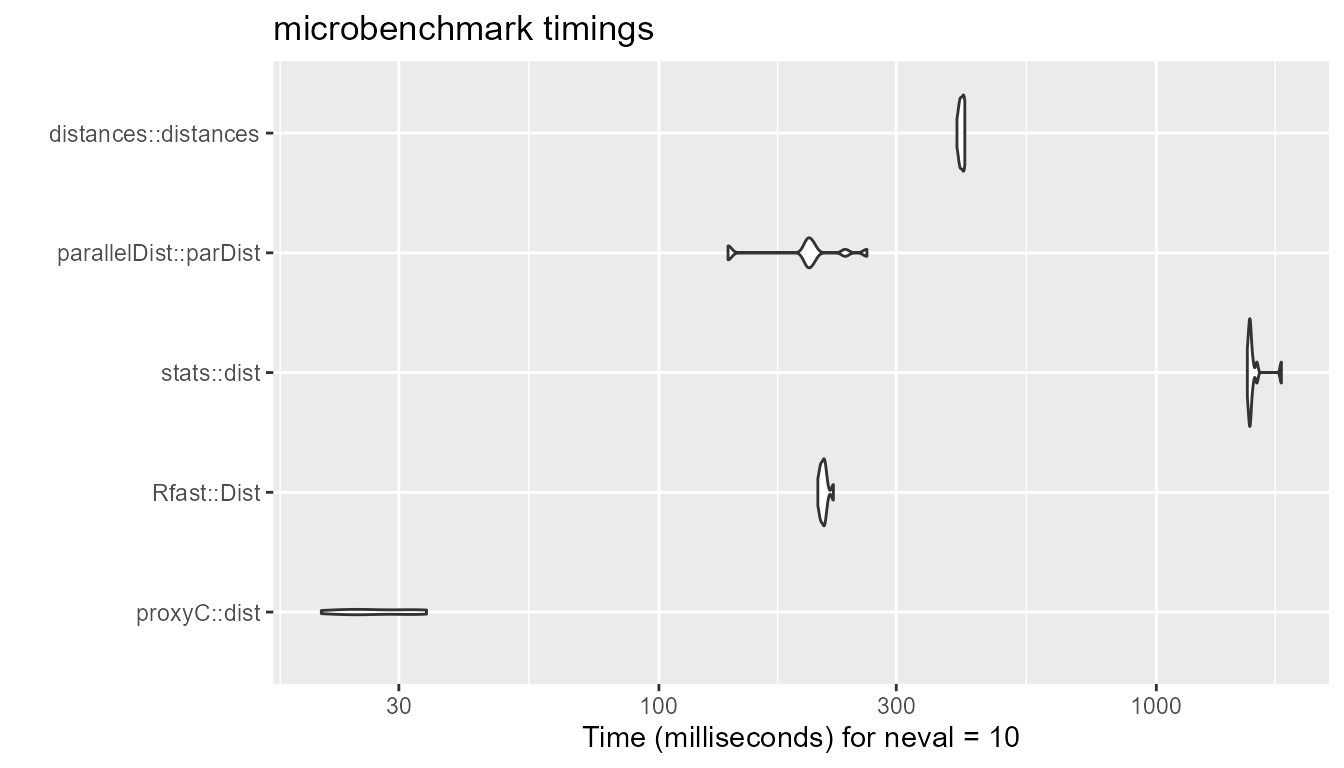 microbenchmark timings
distances::distances
parallelDist::parDist
stats::dist
Rfast::Dist
proxyC::dist
30 100 300 1000
Time (milliseconds) for neval = 10